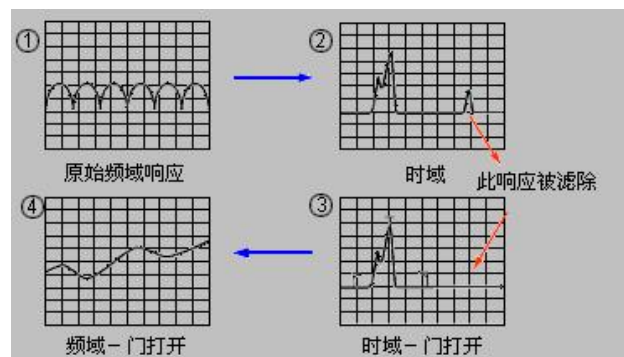 ①
②
原始频域响应
时域
此响应被滤除
④
③
频域－门打开
时域－门打开